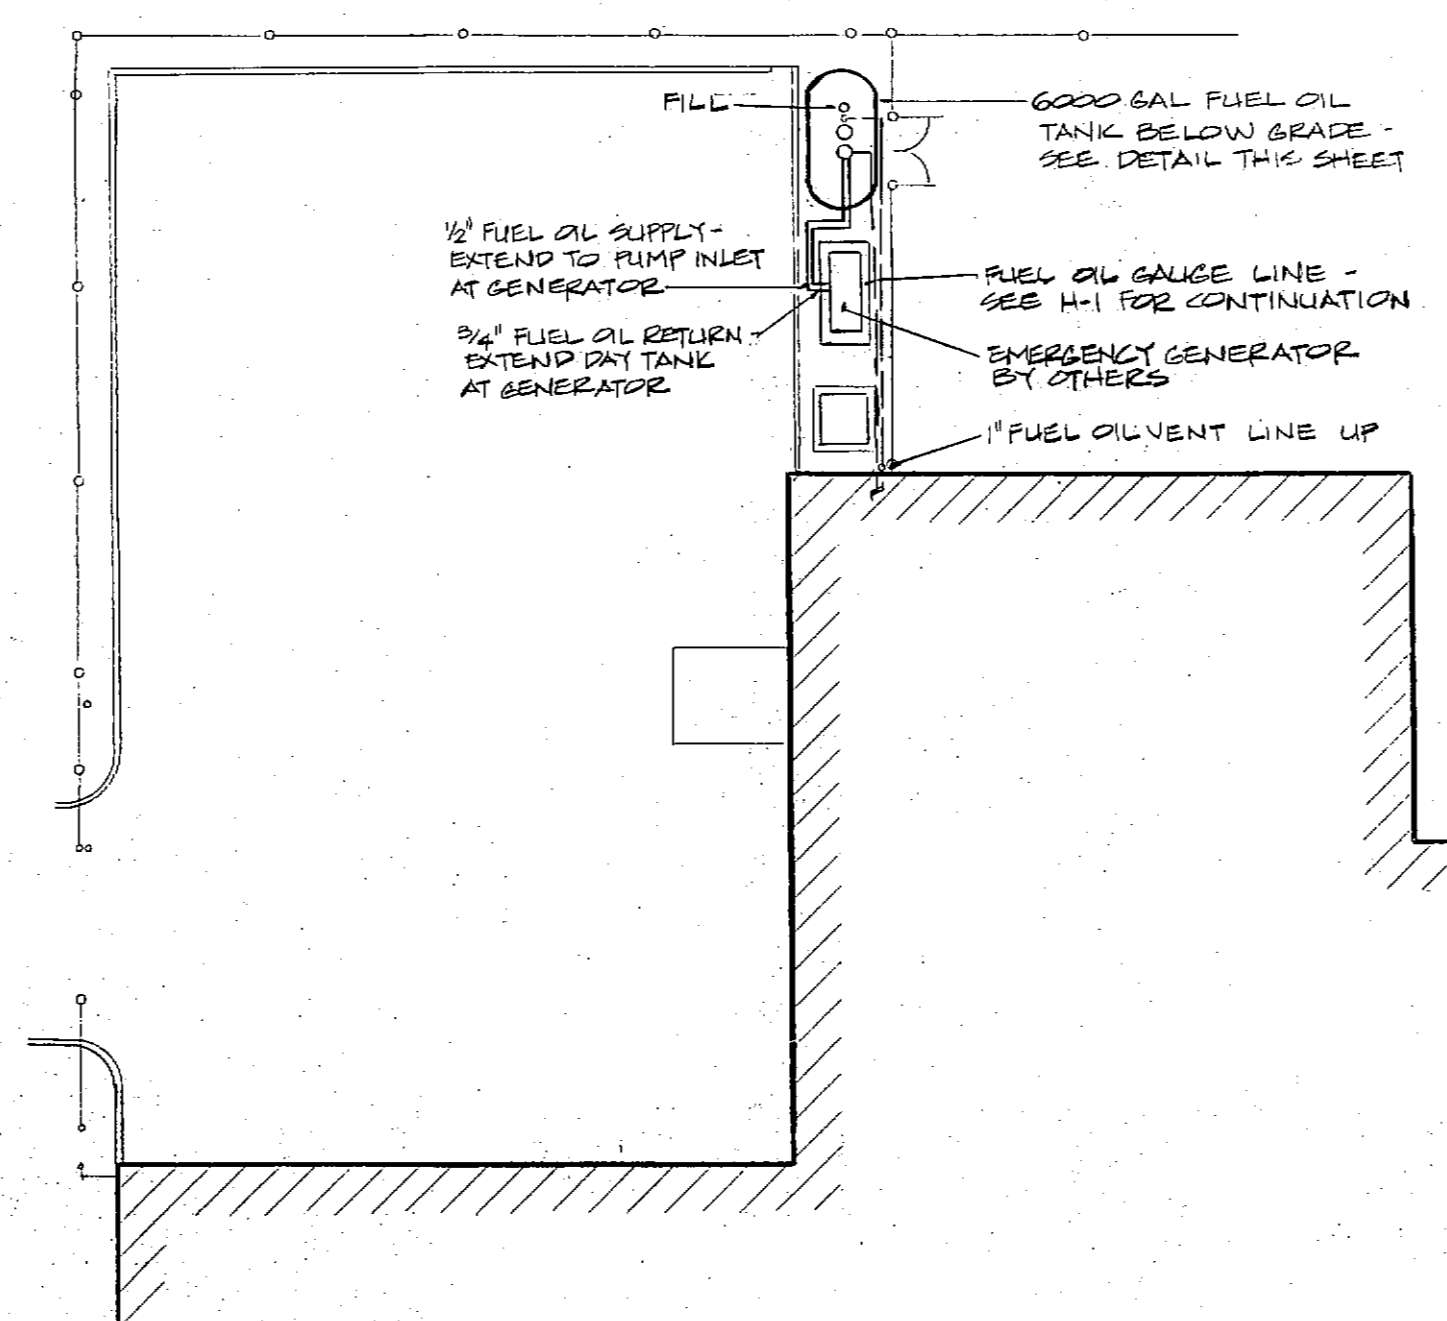 FILL
6000 GAL FUEL OIL
TANK BELOW GRADE -
SEE DETAIL THIS SHEET
1/2" FUEL OIL SUPPLY -
EXTEND TO PUMP INLET
AT GENERATOR
3/4" FUEL OIL RETURN -
EXTEND DAY TANK
AT GENERATOR
FUEL OIL GAUGE LINE -
SEE H-1 FOR CONTINUATION
EMERGENCY GENERATOR
BY OTHERS
1" FUEL OIL VENT LINE UP